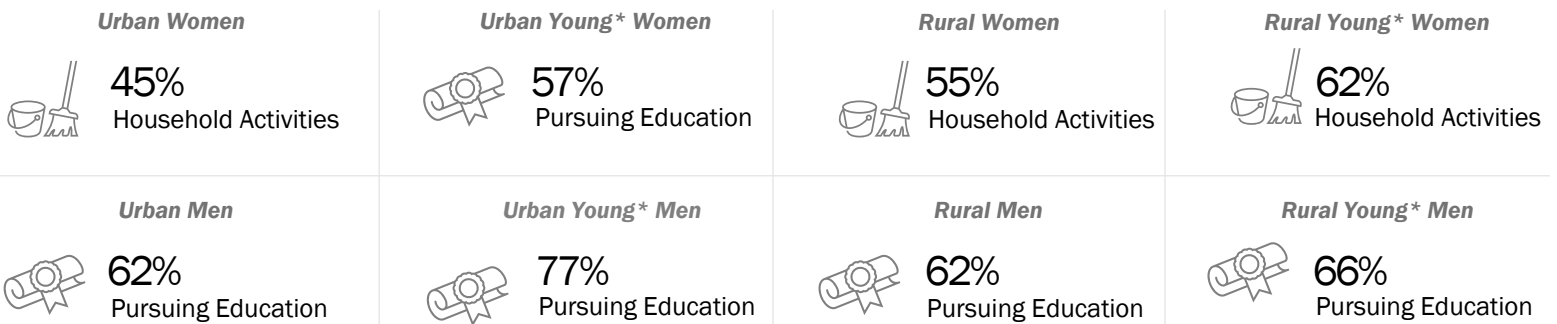 Urban Women
45%
Household Activities
Urban Young* Women
57%
Pursuing Education
Rural Women
55%
Household Activities
Rural Young* Women
62%
Household Activities
Urban Men
62%
Pursuing Education
Urban Young* Men
77%
Pursuing Education
Rural Men
62%
Pursuing Education
Rural Young* Men
66%
Pursuing Education